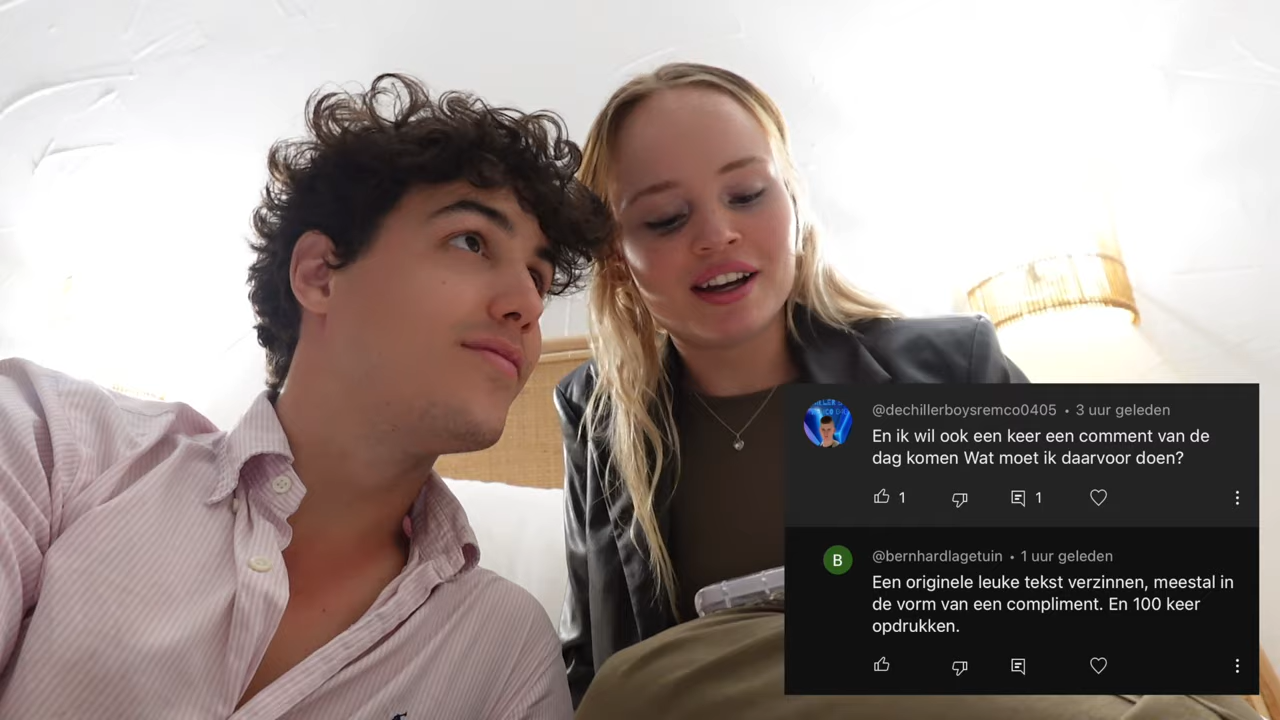 @dechillerboysremco0405 • 3 uur geleden
En ik wil ook een keer een comment van de
dag komen Wat moet ik daarvoor doen?
1
1
B
@bernhardlagetuin • 1 uur geleden
Een originele leuke tekst verzinnen, meestal in
de vorm van een compliment. En 100 keer
opdrukken.